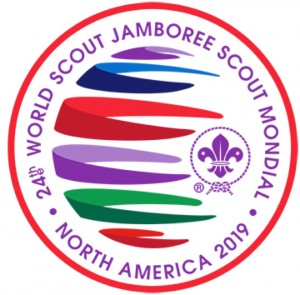 • 24th WORLD SCOUT JAMBOREE SCOUT MONDIAL •
NORTH AMERICA 2019
®